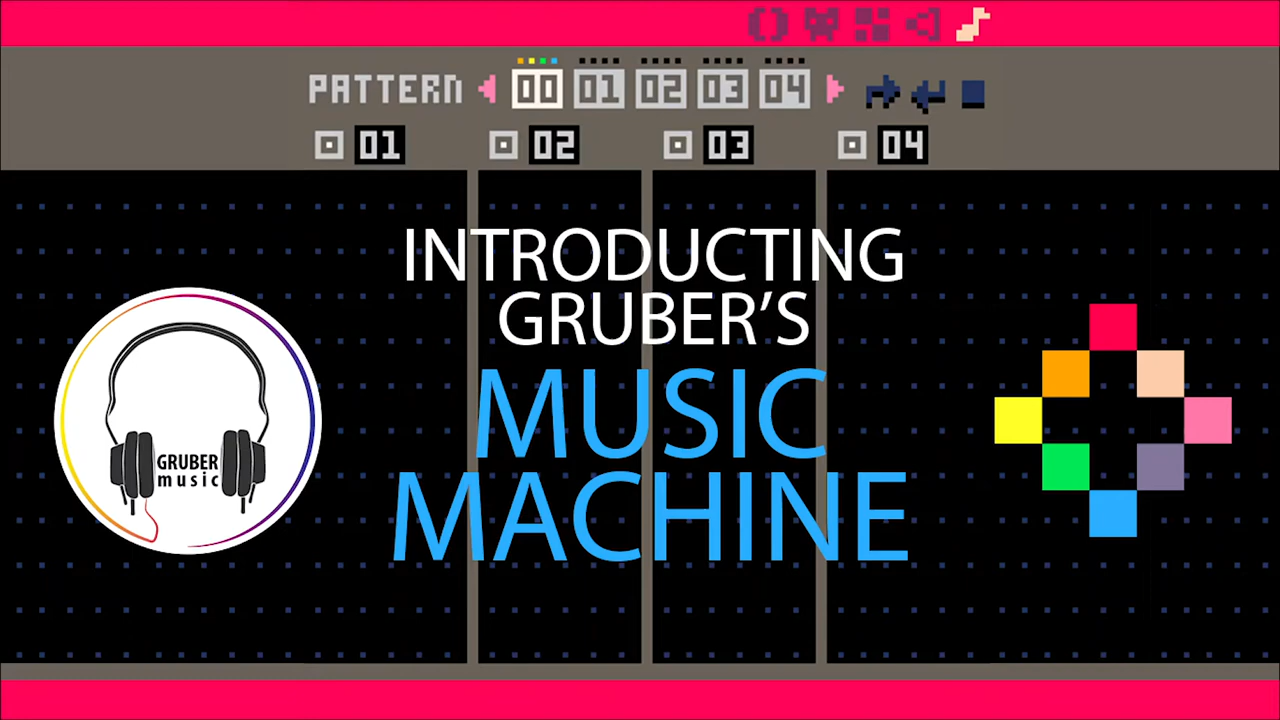 PATTERN 00 01 02 03 04
01 02 03 04
INTRODUCTING
GRUBER'S
MUSIC
MACHINE
GRUBER
music